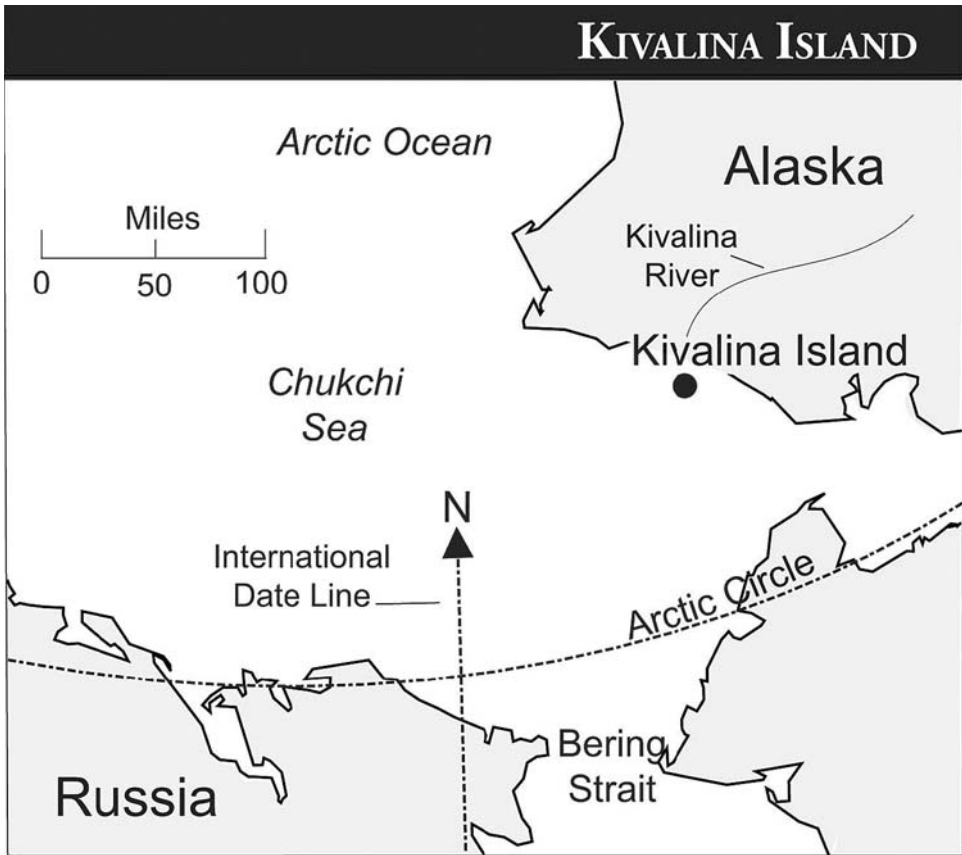 KIVALINA ISLAND
Arctic Ocean
Alaska
Miles
0 50 100
Kivalina
River
Kivalina Island
Chukchi
Sea
N
International
Date Line
Arctic Circle
Bering
Strait
Russia